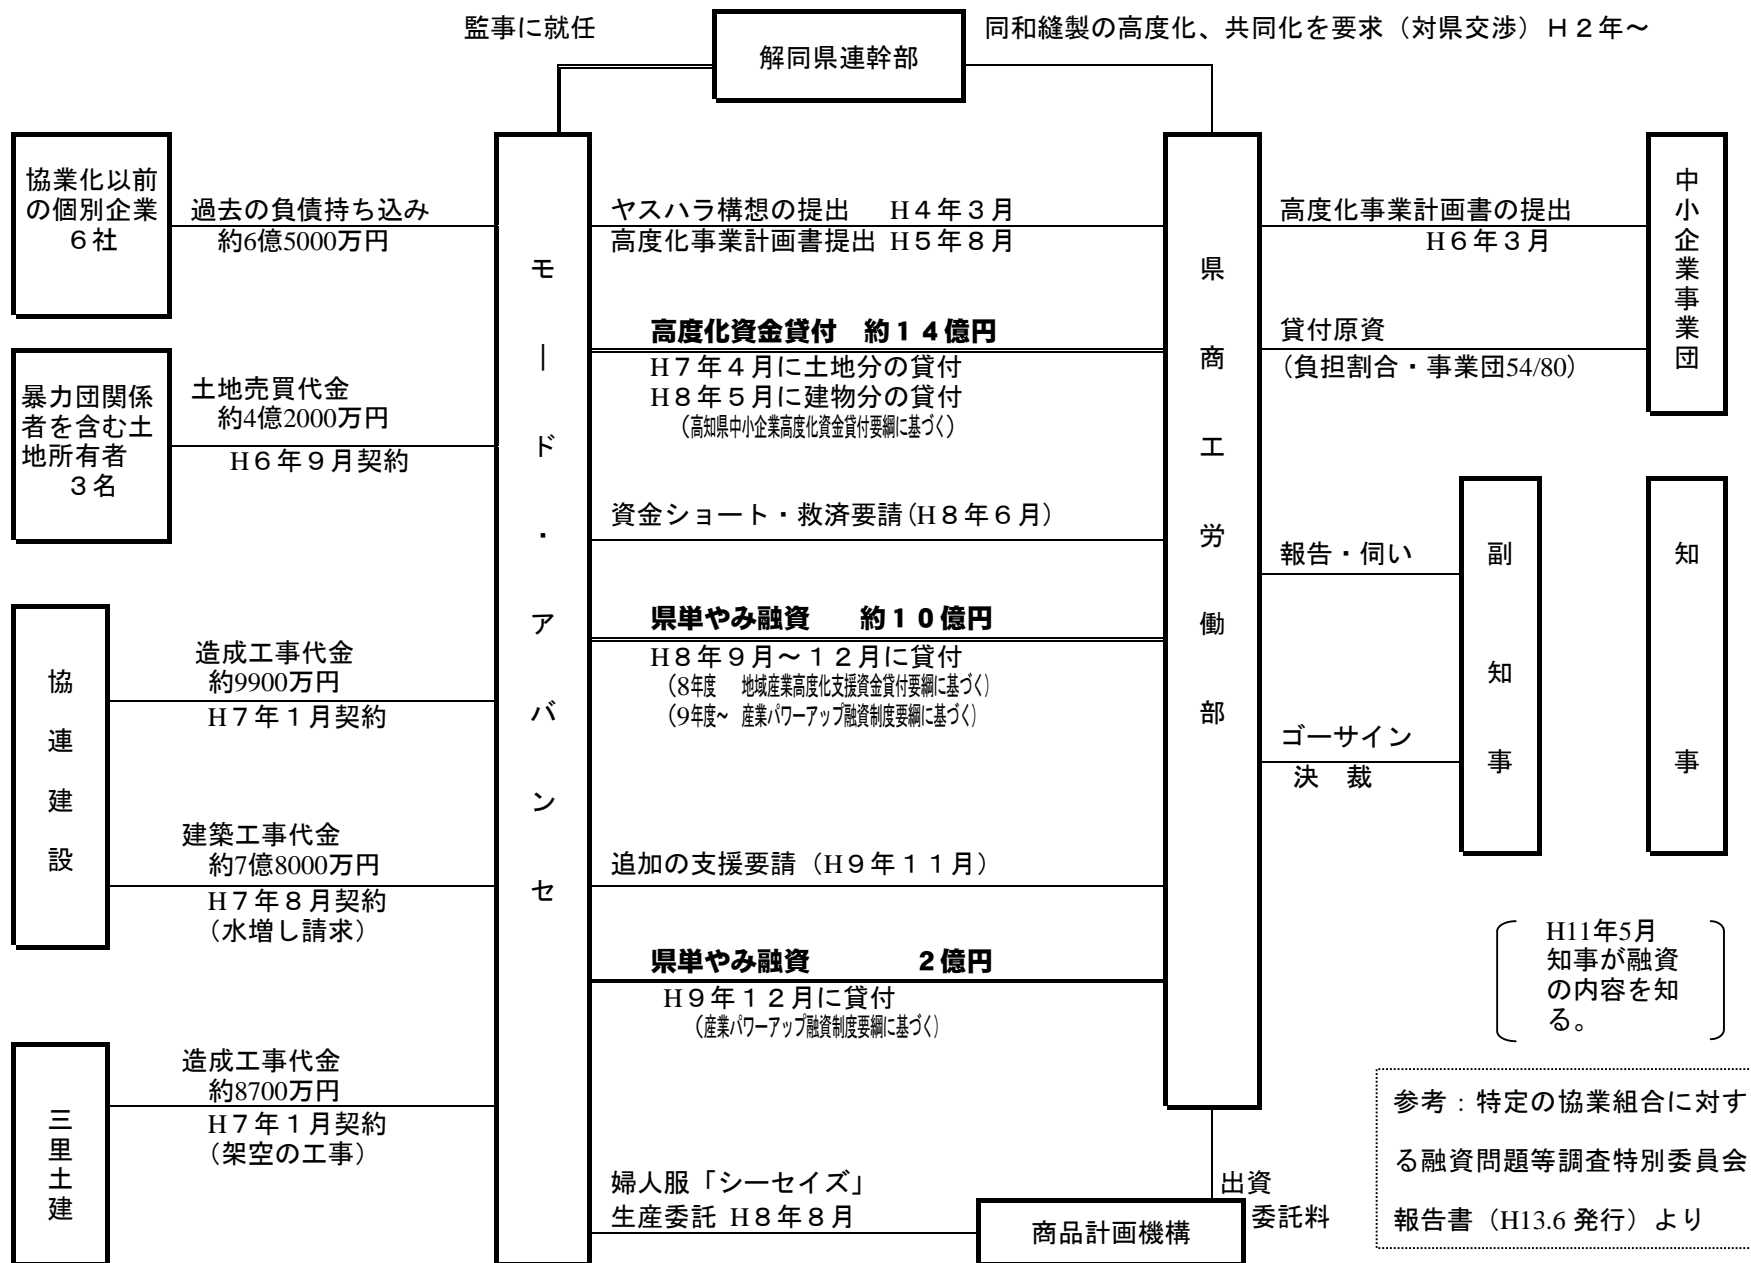 監事に就任
同和縫製の高度化、共同化を要求（対県交渉）Ｈ２年～
解同県連幹部
協業化以前
の個別企業
６社
過去の負債持ち込み
約6億5000万円
暴力団関係
者を含む土
地所有者
３名
土地売買代金
約4億2000万円
H６年９月契約
協連建設
造成工事代金
約9900万円
H７年１月契約
建築工事代金
約7億8000万円
H７年８月契約
（水増し請求）
三里土建
造成工事代金
約8700万円
H７年１月契約
（架空の工事）
モード・アバンセ
ヤスハラ構想の提出 H４年３月
高度化事業計画書提出 H５年８月
高度化資金貸付 約１４億円
H７年４月に土地分の貸付
H８年５月に建物分の貸付
（高知県中小企業高度化資金貸付要綱に基づく）
資金ショート・救済要請(H８年６月）
県単やみ融資 約１０億円
H８年９月～１２月に貸付
（8年度 地域産業高度化支援資金貸付要綱に基づく）
（9年度~ 産業パワーアップ融資制度要綱に基づく）
追加の支援要請（H９年１１月）
県単やみ融資 ２億円
H９年１２月に貸付
（産業パワーアップ融資制度要綱に基づく）
婦人服「シーセイズ」
生産委託 H８年８月
県商工労働部
高度化事業計画書の提出
H６年３月
貸付原資
（負担割合・事業団54/80）
中小企業事業団
報告・伺い
ゴーサイン
決 裁
副知事
知事
H11年5月
知事が融資
の内容を知
る。
出資
委託料
商品計画機構
参考：特定の協業組合に対す
る融資問題等調査特別委員会
報告書（H13.6 発行）より